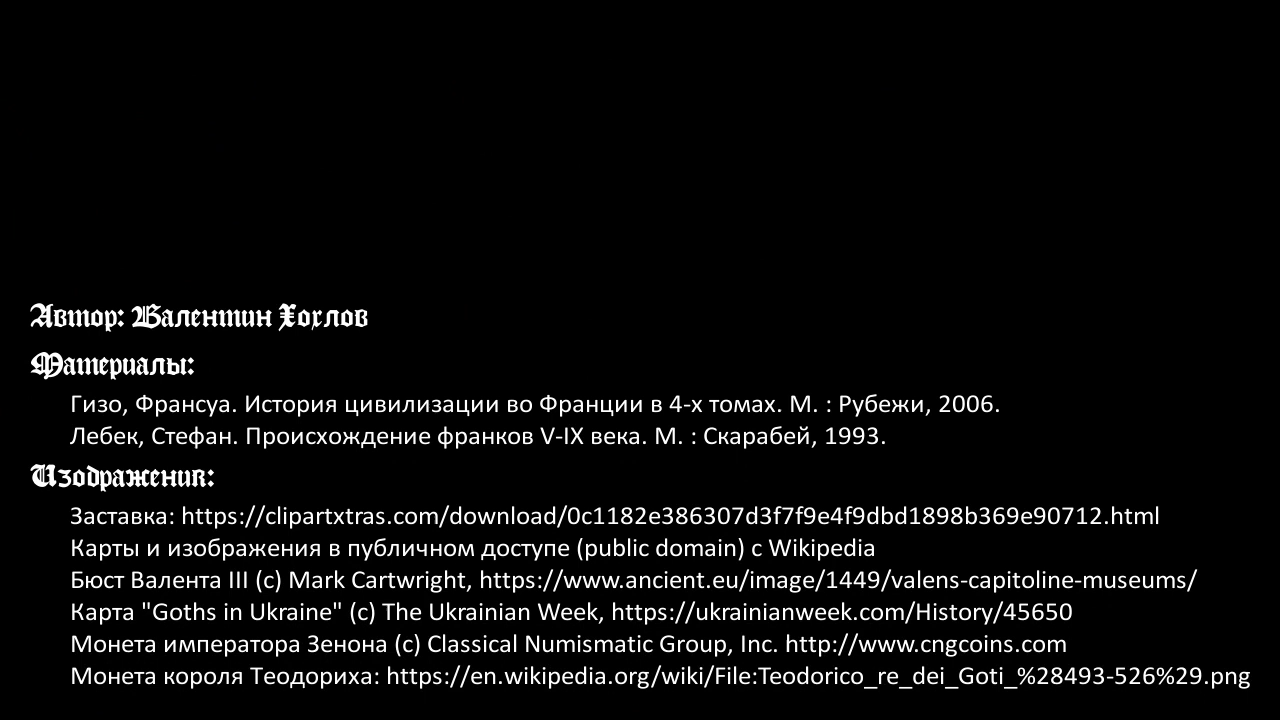 Автор: Валентин Хохлов
Материалы:
Гизо, Франсуа. История цивилизации во Франции в 4-х томах. М. : Рубежи, 2006.
Лебек, Стефан. Происхождение франков V-IX века. М. : Скарабей, 1993.
Изображения:
Заставка: https://clipartxtras.com/download/0c1182e386307d3f7f9e4f9dbd1898b369e90712.html
Карты и изображения в публичном доступе (public domain) с Wikipedia
Бюст Валента III (c) Mark Cartwright, https://www.ancient.eu/image/1449/valens-capitoline-museums/
Карта "Goths in Ukraine" (c) The Ukrainian Week, https://ukrainianweek.com/History/45650
Монета императора Зенона (c) Classical Numismatic Group, Inc. http://www.cngcoins.com
Монета короля Теодориха: https://en.wikipedia.org/wiki/File:Teodorico_re_dei_Goti_%28493-526%29.png